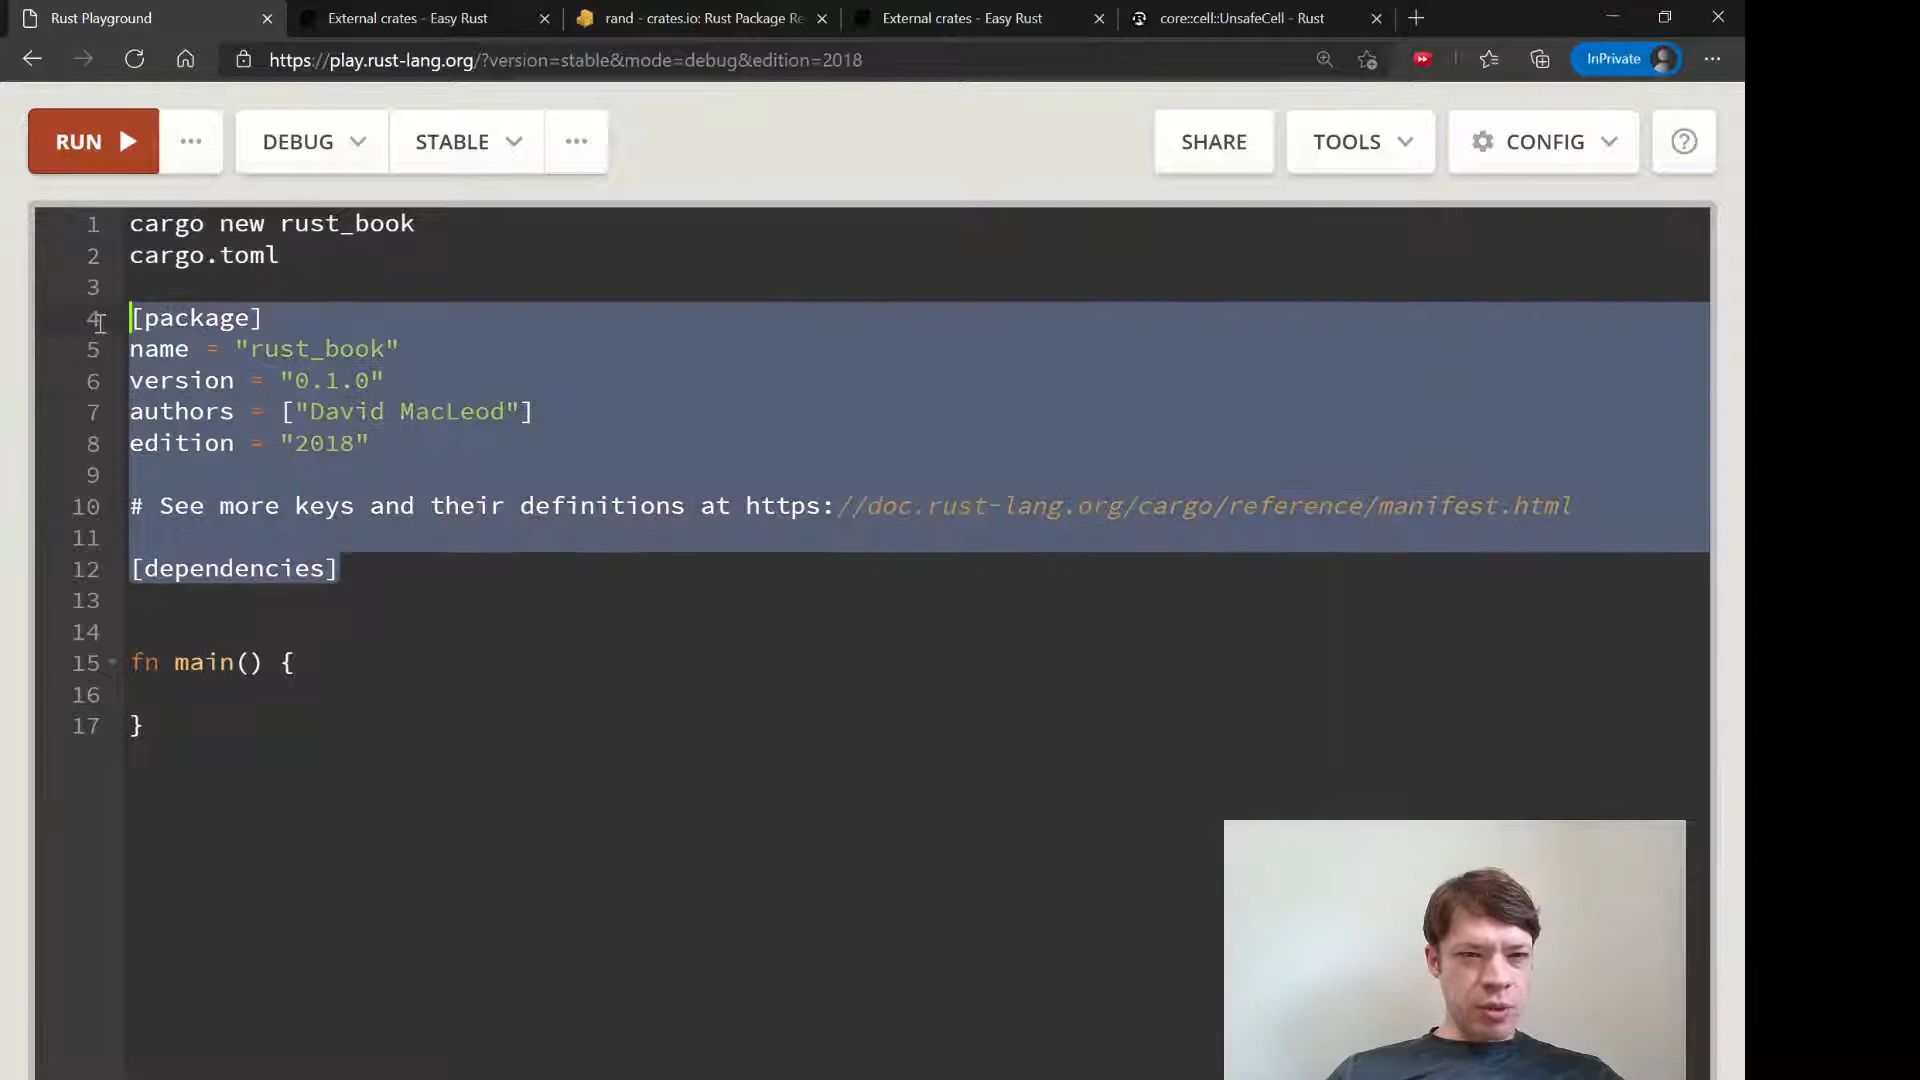 Rust Playground
External crates - Easy Rust
rand - crates.io: Rust Package Re
External crates - Easy Rust
core::cell::UnsafeCell - Rust
https://play.rust-lang.org/?version=stable&mode=debug&edition=2018
InPrivate
RUN
DEBUG
STABLE
SHARE
TOOLS
CONFIG
1 cargo new rust_book
2 cargo.toml
3
4 [package]
5 name = "rust_book"
6 version = "0.1.0"
7 authors = ["David MacLeod"]
8 edition = "2018"
9
10 # See more keys and their definitions at https://doc.rust-lang.org/cargo/reference/manifest.html
11
12 [dependencies]
13
14
15 fn main() {
16
17 }